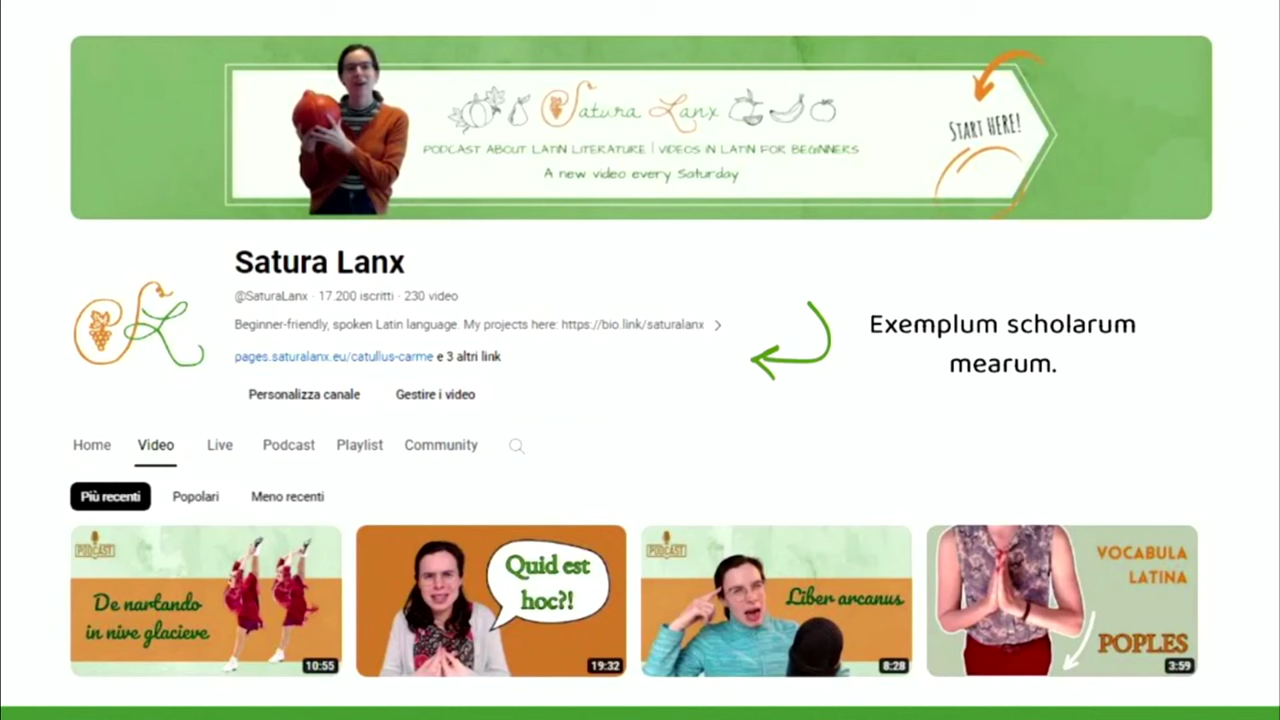 Satura Lanx
START HERE!
PODCAST ABOUT LATIN LITERATURE | VIDEOS IN LATIN FOR BEGINNERS
A new video every Saturday
Satura Lanx
@SaturaLanx · 17.200 iscritti · 230 video
Beginner-friendly, spoken Latin language. My projects here: https://bio.link/saturalanx
pages.saturalanx.eu/catullus-carme e 3 altri link
Exemplum scholarum
mearum.
SL
Personalizza canale Gestire i video
Home Video Live Podcast Playlist Community
Più recenti Popolari Meno recenti
PODCAST
De nartando
in nive glacieve
10:55
Quid est
hoc?!
19:32
PODCAST
Liber arcanus
8:28
VOCABULA
LATINA
POPLES
3:59